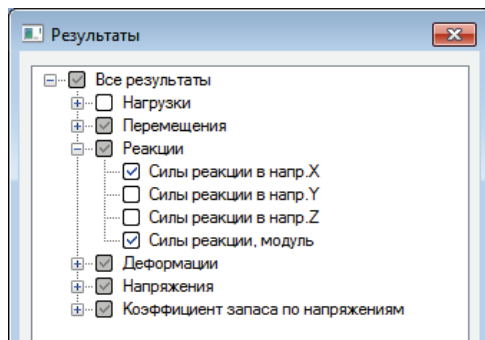 Результаты
Все результаты
Нагрузки
Перемещения
Реакции
Силы реакции в напр.X
Силы реакции в напр.Y
Силы реакции в напр.Z
Силы реакции, модуль
Деформации
Напряжения
Коэффициент запаса по напряжениям